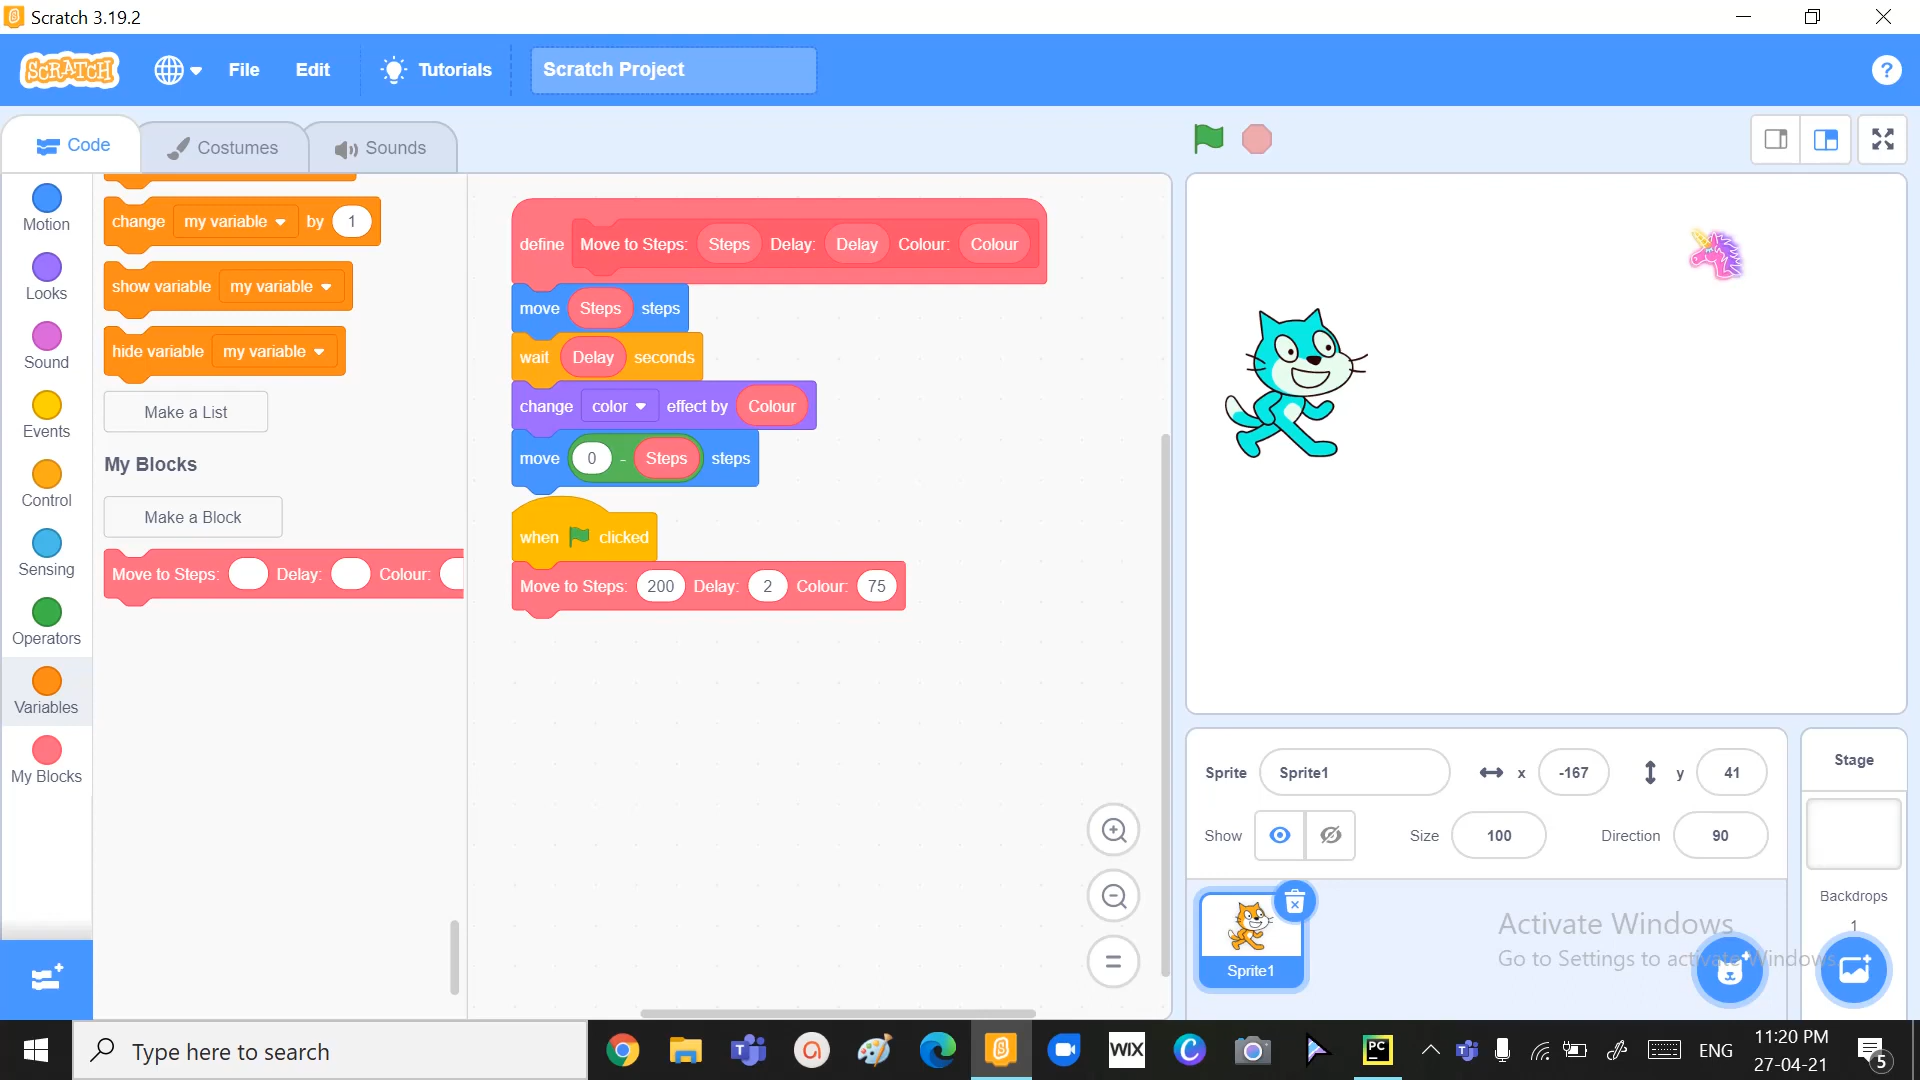 Scratch 3.19.2
SCRATCH File Edit Tutorials Scratch Project ?
Code Costumes Sounds
Motion
Looks
Sound
Events
Control
Sensing
Operators
Variables
My Blocks
change my variable by 1
show variable my variable
hide variable my variable
Make a List
My Blocks
Make a Block
Move to Steps: Delay: Colour:
define Move to Steps: Steps Delay: Delay Colour: Colour
move Steps steps
wait Delay seconds
change color effect by Colour
move 0 - Steps steps
when clicked
Move to Steps: 200 Delay: 2 Colour: 75
Sprite Sprite1 x -167 y 41
Show Size 100 Direction 90
Sprite1
Stage
Backdrops
1
Activate Windows
Go to Settings to activate Windows
Type here to search
WIX
C
PC
ENG
11:20 PM
27-04-21
5